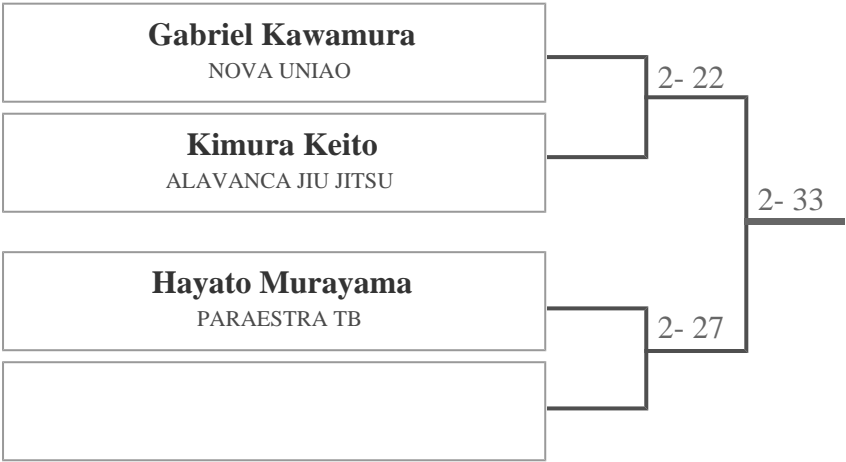 Gabriel Kawamura
NOVA UNIAO
2- 22
Kimura Keito
ALAVANCA JIU JITSU
2- 33
Hayato Murayama
PARAESTRA TB
2- 27